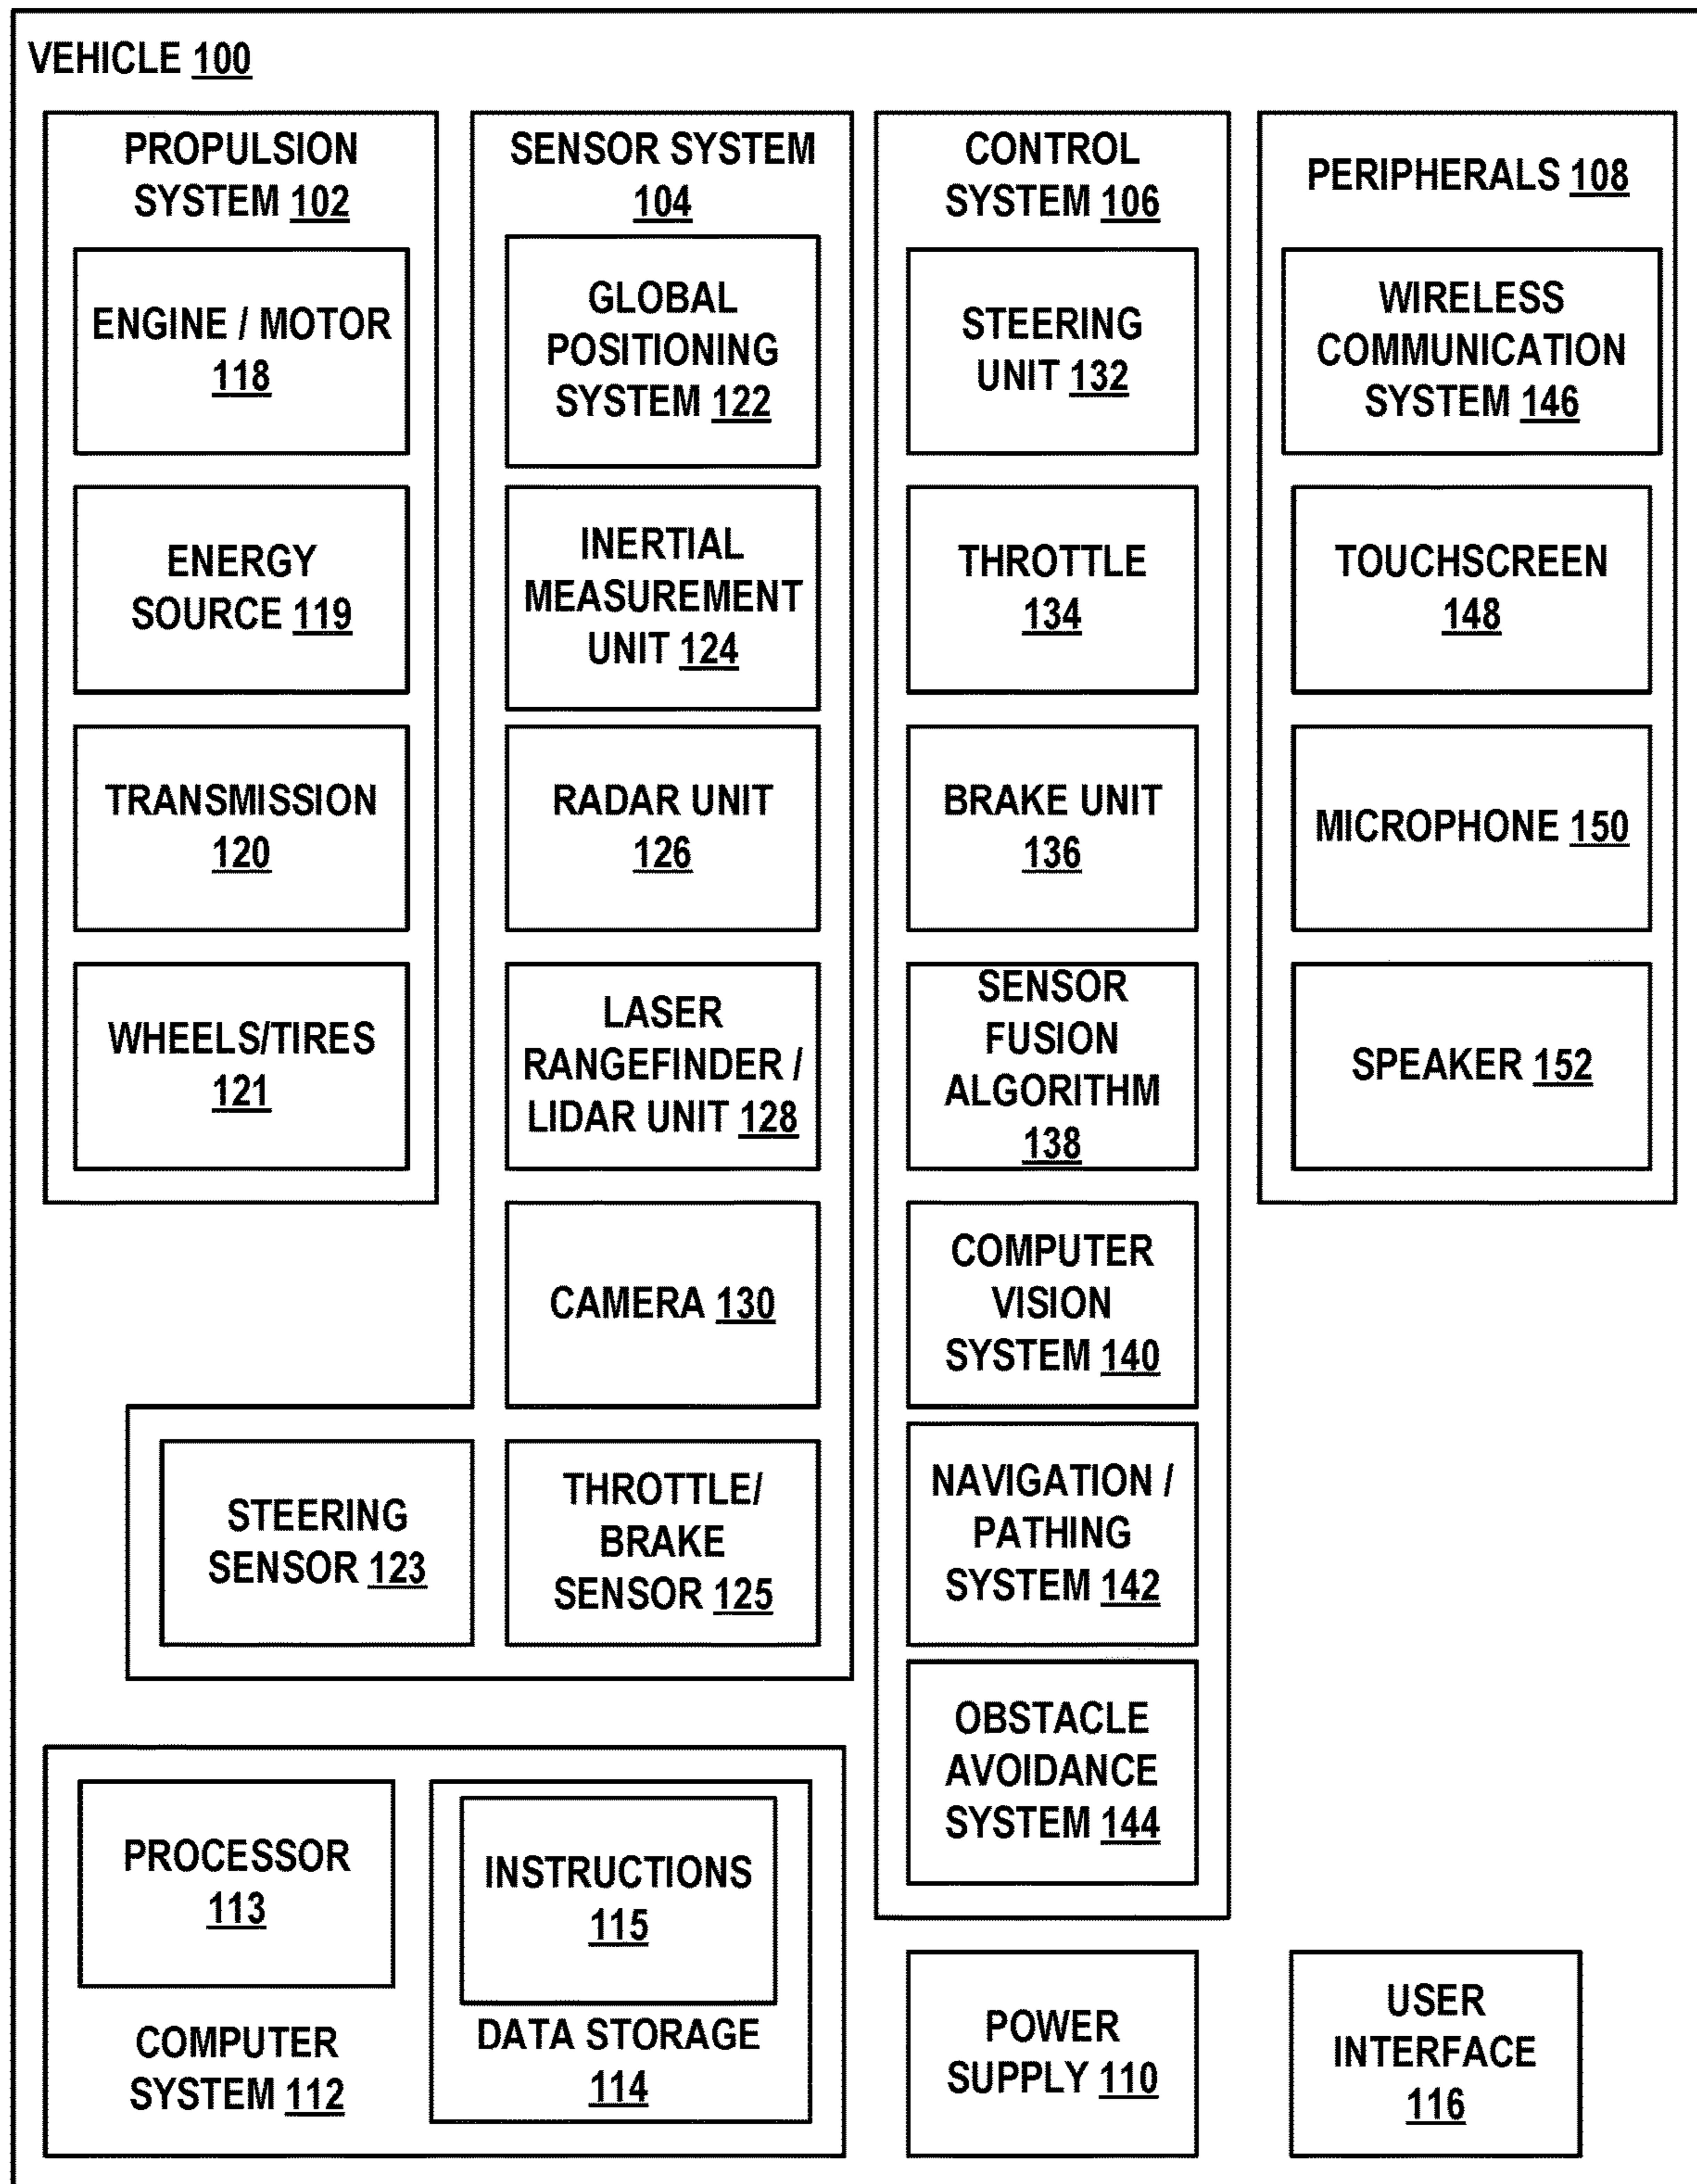 VEHICLE 100
PROPULSION
SYSTEM 102
ENGINE / MOTOR
118
ENERGY
SOURCE 119
TRANSMISSION
120
WHEELS/TIRES
121
SENSOR SYSTEM
104
GLOBAL
POSITIONING
SYSTEM 122
INERTIAL
MEASUREMENT
UNIT 124
RADAR UNIT
126
LASER
RANGEFINDER /
LIDAR UNIT 128
CAMERA 130
STEERING
SENSOR 123
THROTTLE/
BRAKE
SENSOR 125
CONTROL
SYSTEM 106
STEERING
UNIT 132
THROTTLE
134
BRAKE UNIT
136
SENSOR
FUSION
ALGORITHM
138
COMPUTER
VISION
SYSTEM 140
NAVIGATION /
PATHING
SYSTEM 142
OBSTACLE
AVOIDANCE
SYSTEM 144
PERIPHERALS 108
WIRELESS
COMMUNICATION
SYSTEM 146
TOUCHSCREEN
148
MICROPHONE 150
SPEAKER 152
PROCESSOR
113
COMPUTER
SYSTEM 112
INSTRUCTIONS
115
DATA STORAGE
114
POWER
SUPPLY 110
USER
INTERFACE
116